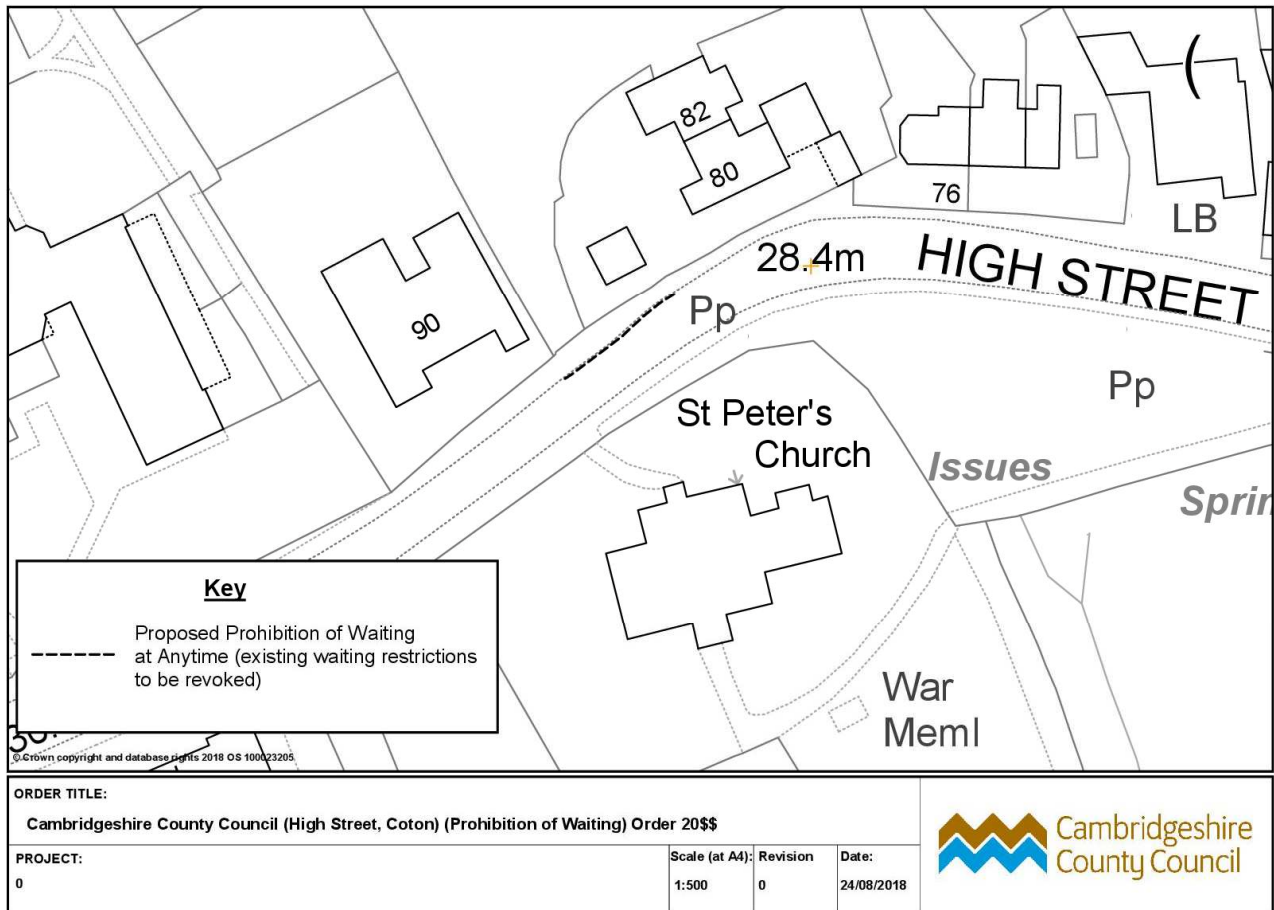 82
80
76
(
LB
28.4m
HIGH STREET
Pp
90
Pp
St Peter's
Church
Issues
Sprin
War
Meml
Key
Proposed Prohibition of Waiting
at Anytime (existing waiting restrictions
to be revoked)
© Crown copyright and database rights 2018 OS 100023205
ORDER TITLE:
Cambridgeshire County Council (High Street, Coton) (Prohibition of Waiting) Order 20$$
PROJECT:
0
Scale (at A4):
1:500
Revision
0
Date:
24/08/2018
Cambridgeshire
County Council